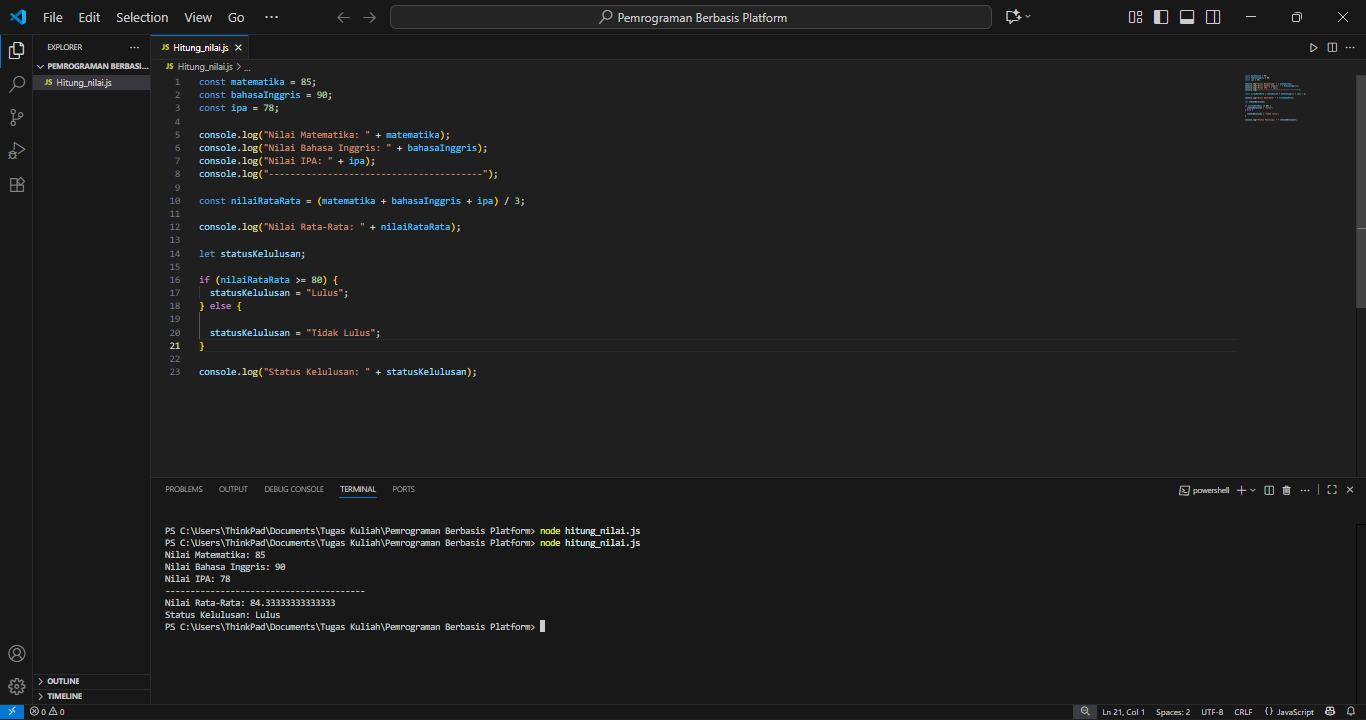 File Edit Selection View Go ··· Pemrograman Berbasis Platform
EXPLORER ···
PEMROGRAMAN BERBASI...
JS Hitung_nilai.js
OUTLINE
TIMELINE
JS Hitung_nilai.js ×
JS Hitung_nilai.js > ...
1 const matematika = 85;
2 const bahasaInggris = 90;
3 const ipa = 78;
4
5 console.log("Nilai Matematika: " + matematika);
6 console.log("Nilai Bahasa Inggris: " + bahasaInggris);
7 console.log("Nilai IPA: " + ipa);
8 console.log("----------------------------------------");
9
10 const nilaiRataRata = (matematika + bahasaInggris + ipa) / 3;
11
12 console.log("Nilai Rata-Rata: " + nilaiRataRata);
13
14 let statusKelulusan;
15
16 if (nilaiRataRata >= 80) {
17 statusKelulusan = "Lulus";
18 } else {
19
20 statusKelulusan = "Tidak Lulus";
21 }
22
23 console.log("Status Kelulusan: " + statusKelulusan);
PROBLEMS OUTPUT DEBUG CONSOLE TERMINAL PORTS powershell
PS C:\Users\ThinkPad\Documents\Tugas Kuliah\Pemrograman Berbasis Platform> node hitung_nilai.js
PS C:\Users\ThinkPad\Documents\Tugas Kuliah\Pemrograman Berbasis Platform> node hitung_nilai.js
Nilai Matematika: 85
Nilai Bahasa Inggris: 90
Nilai IPA: 78
----------------------------------------
Nilai Rata-Rata: 84.33333333333333
Status Kelulusan: Lulus
PS C:\Users\ThinkPad\Documents\Tugas Kuliah\Pemrograman Berbasis Platform>
0 0 Ln 21, Col 1 Spaces: 2 UTF-8 CRLF {} JavaScript